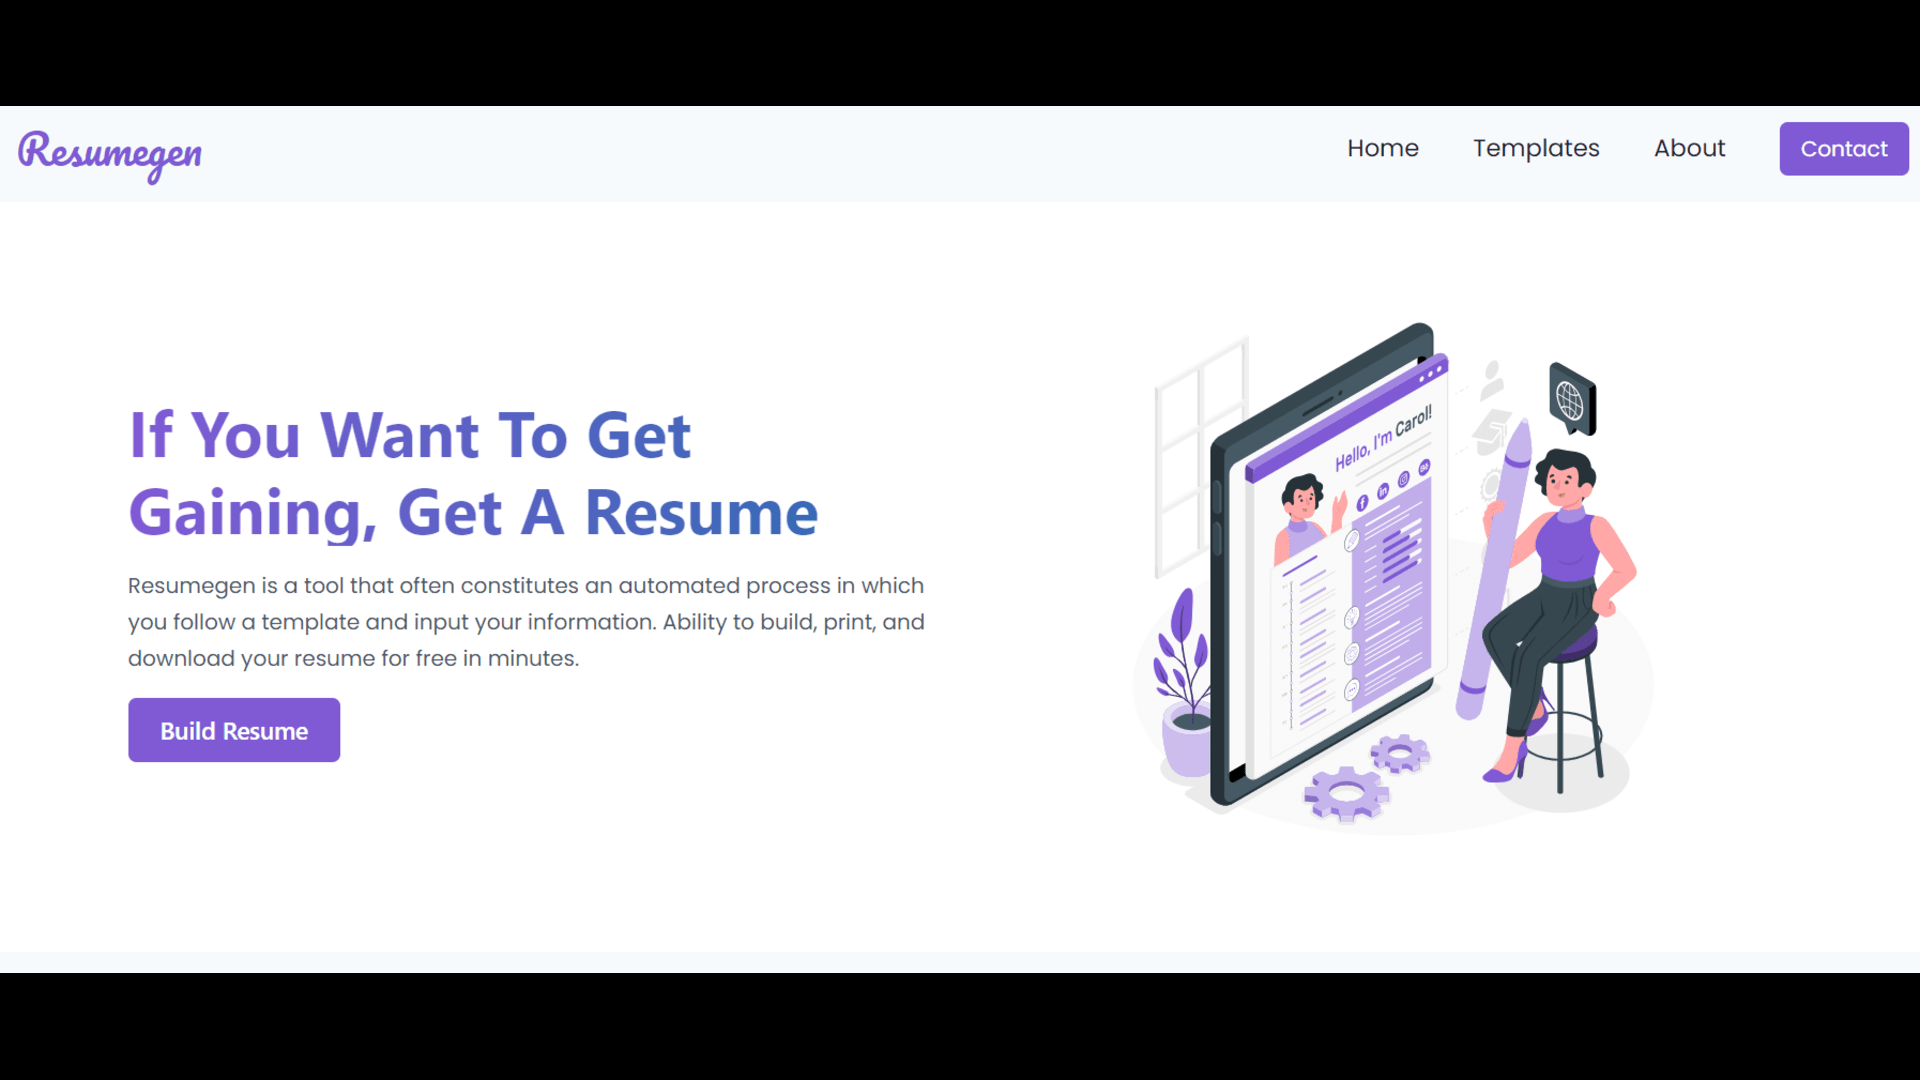 Resumegen
Home
Templates
About
Contact
If You Want To Get
Gaining, Get A Resume
Resumegen is a tool that often constitutes an automated process in which
you follow a template and input your information. Ability to build, print, and
download your resume for free in minutes.
Build Resume
Hello, I'm Carol!
f
in
Bē